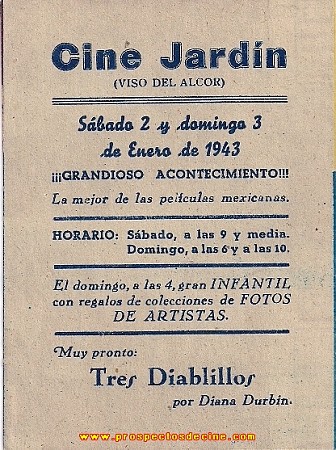 Cine Jardín
(VISO DEL ALCOR)
Sábado 2 y domingo 3
de Enero de 1943
¡¡¡GRANDIOSO ACONTECIMIENTO!!!
La mejor de las películas mexicanas.
HORARIO: Sábado, a las 9 y media.
Domingo, a las 6 y a las 10.
El domingo, a las 4, gran INFANTIL
con regalos de colecciones de FOTOS
DE ARTISTAS.
Muy pronto:
Tres Diablillos
por Diana Durbin.
www.prospectosdecine.com